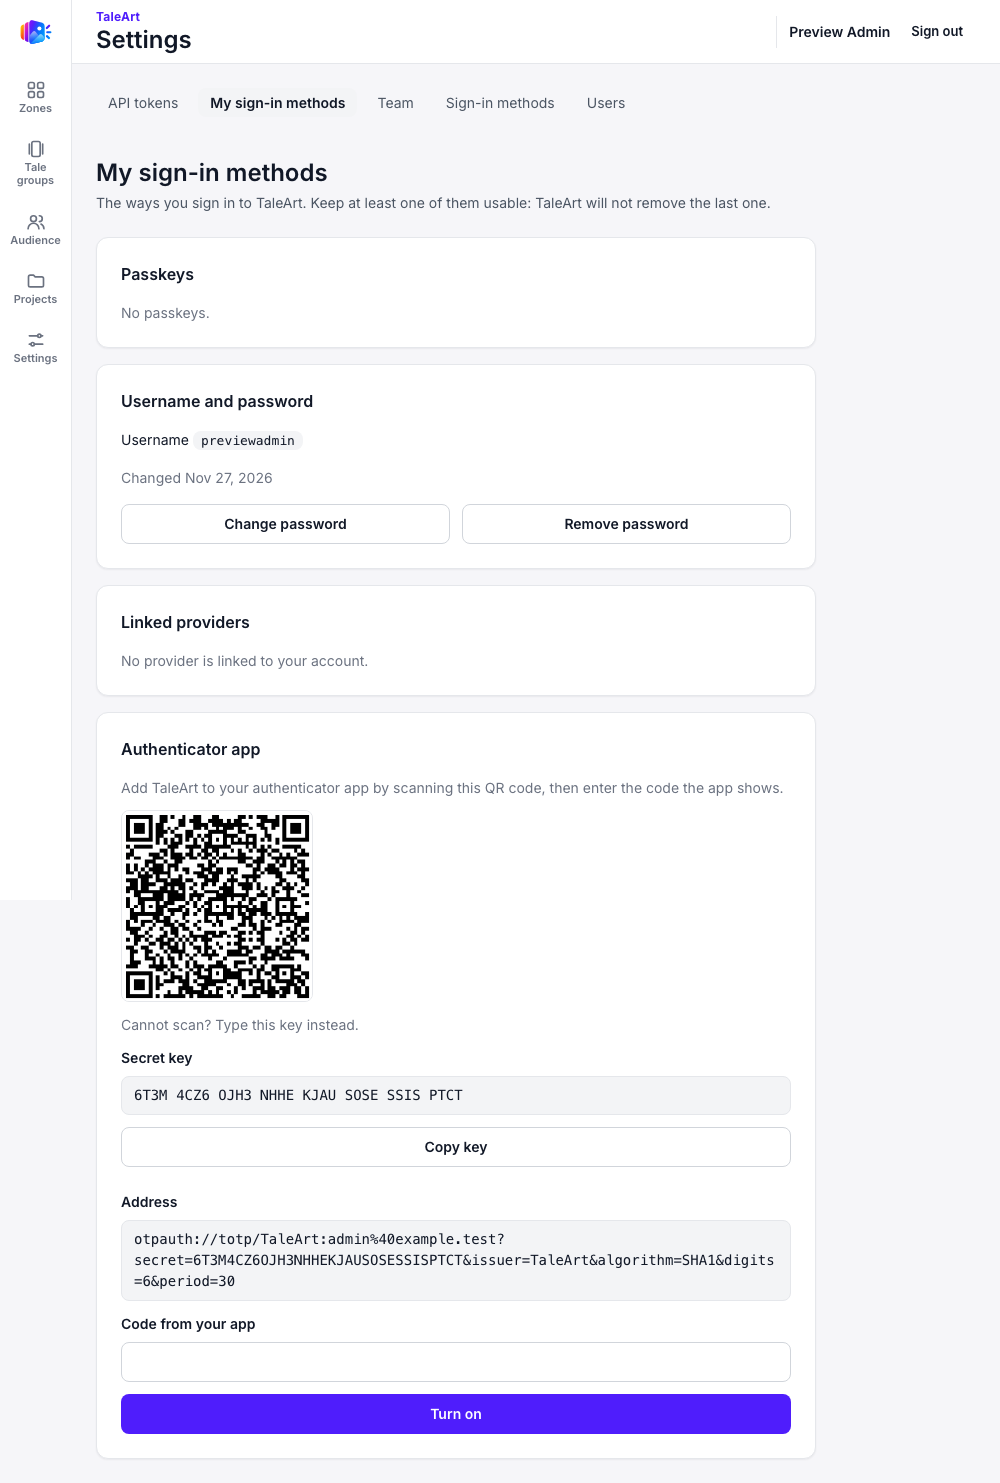 TaleArt
Settings
Preview Admin
Sign out
Zones
Tale
groups
Audience
Projects
Settings
API tokens
My sign-in methods
Team
Sign-in methods
Users
My sign-in methods
The ways you sign in to TaleArt. Keep at least one of them usable: TaleArt will not remove the last one.
Passkeys
No passkeys.
Username and password
Username previewadmin
Changed Nov 27, 2026
Change password
Remove password
Linked providers
No provider is linked to your account.
Authenticator app
Add TaleArt to your authenticator app by scanning this QR code, then enter the code the app shows.
Cannot scan? Type this key instead.
Secret key
6T3M 4CZ6 OJH3 NHHE KJAU SOSE SSIS PTCT
Copy key
Address
otpauth://totp/TaleArt:admin%40example.test?
secret=6T3M4CZ6OJH3NHHEKJAUSOSESSISPTCT&issuer=TaleArt&algorithm=SHA1&digits
=6&period=30
Code from your app
Turn on